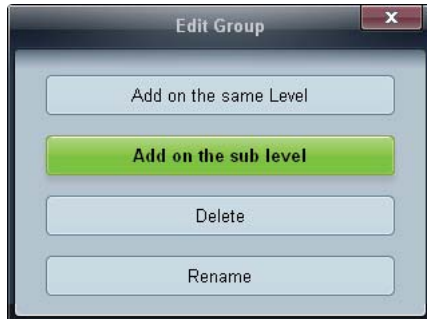 Edit Group
x
Add on the same Level
Add on the sub level
Delete
Rename